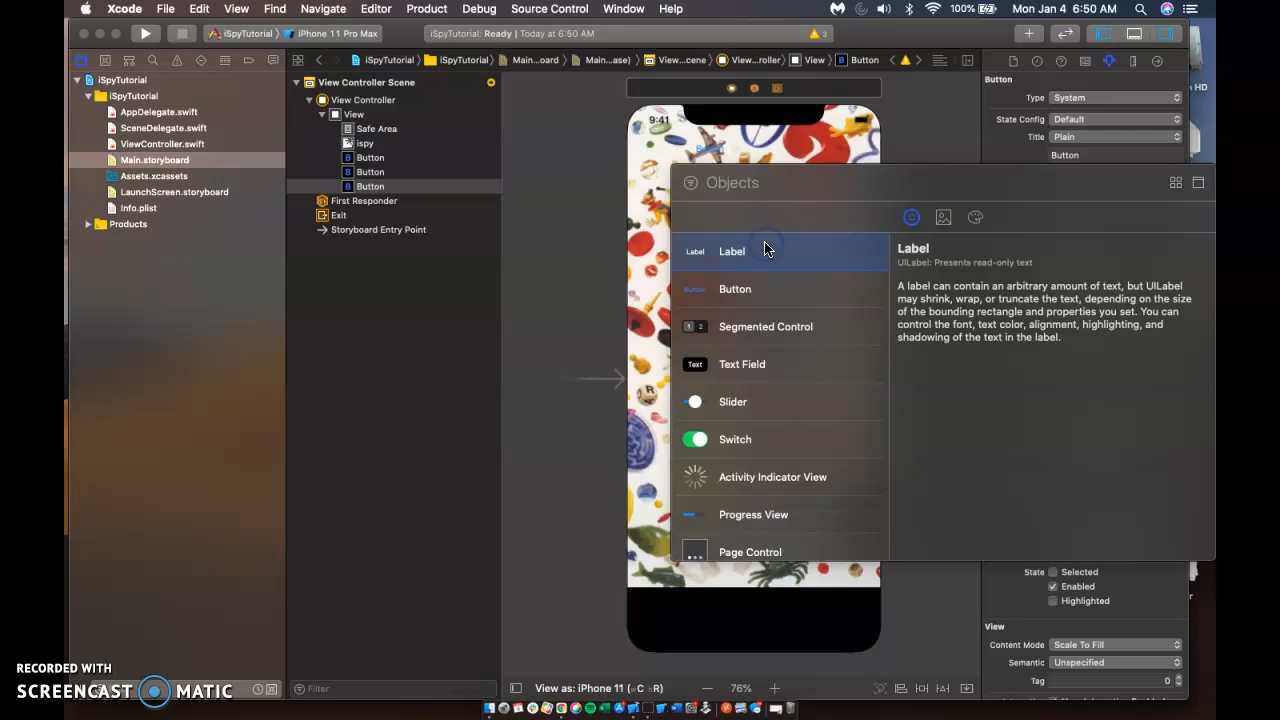 Xcode File Edit View Find Navigate Editor Product Debug Source Control Window Help 100% Mon Jan 4 6:50 AM
iSpyTutorial iPhone 11 Pro Max iSpyTutorial: Ready | Today at 6:50 AM 3
iSpyTutorial iSpyTutorial Main...oard Main...ase) View...cene View...roller View Button
iSpyTutorial
iSpyTutorial
AppDelegate.swift
SceneDelegate.swift
ViewController.swift
Main.storyboard
Assets.xcassets
LaunchScreen.storyboard
Info.plist
Products
View Controller Scene
View Controller
View
Safe Area
ispy
Button
Button
Button
First Responder
Exit
Storyboard Entry Point
9:41
Objects
Label Label
Button Button
1 2 Segmented Control
Text Text Field
Slider
Switch
Activity Indicator View
Progress View
Page Control
Label
UILabel: Presents read-only text
A label can contain an arbitrary amount of text, but UILabel
may shrink, wrap, or truncate the text, depending on the size
of the bounding rectangle and properties you set. You can
control the font, text color, alignment, highlighting, and
shadowing of the text in the label.
Button
Type System
State Config Default
Title Plain
Button
State Selected
Enabled
Highlighted
View
Content Mode Scale To Fill
Semantic Unspecified
Tag 0
Filter
View as: iPhone 11 (wC hR) 76%
RECORDED WITH
SCREENCAST MATIC